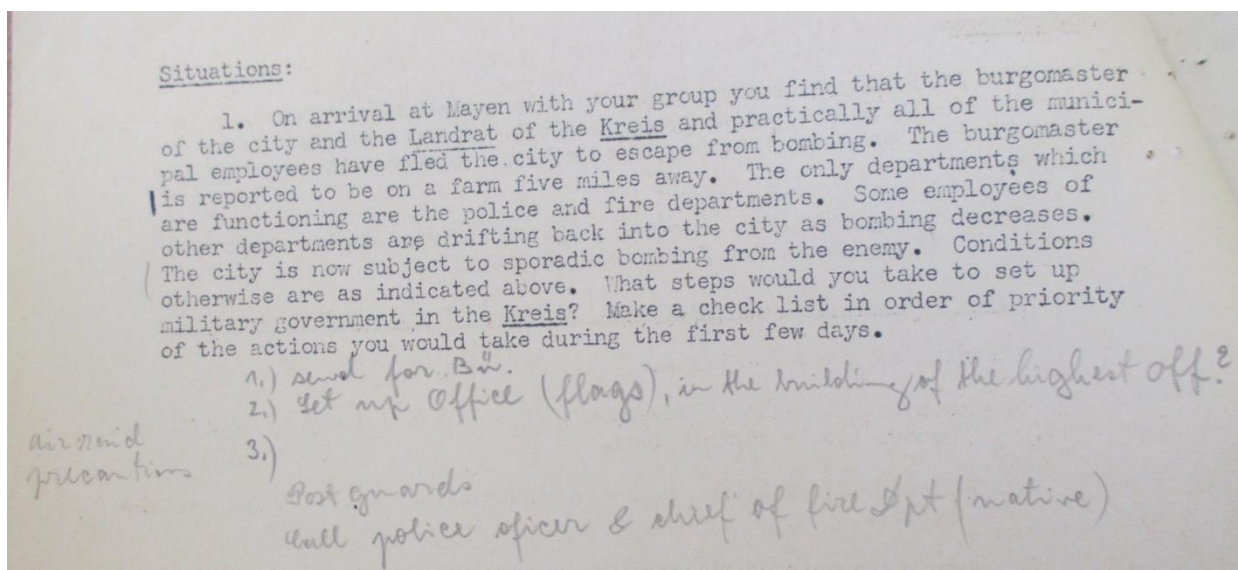 Situations:
1. On arrival at Mayen with your group you find that the burgomaster
of the city and the Landrat of the Kreis and practically all of the munici-
pal employees have fled the city to escape from bombing. The burgomaster
is reported to be on a farm five miles away. The only departments which
are functioning are the police and fire departments. Some employees of
other departments are drifting back into the city as bombing decreases.
The city is now subject to sporadic bombing from the enemy. Conditions
otherwise are as indicated above. What steps would you take to set up
military government in the Kreis? Make a check list in order of priority
of the actions you would take during the first few days.
1.) send for Bü.
2.) Set up Office (flags), in the building of the highest off?
air raid
precautions
3.)
Post guards
Call police oficer & chief of fire Dpt (native)